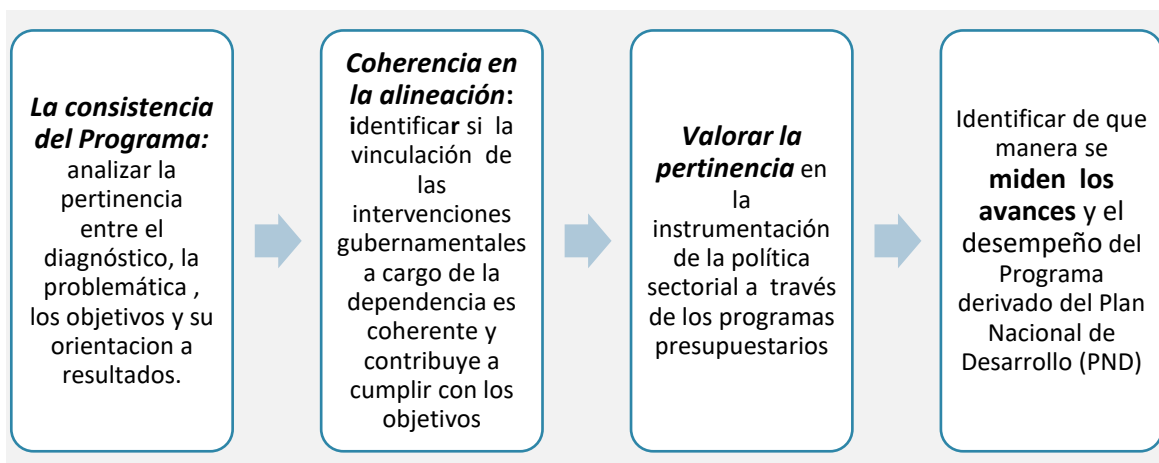 La consistencia
del Programa:
analizar la
pertinencia
entre el
diagnóstico, la
problemática ,
los objetivos y su
orientacion a
resultados.
Coherencia en
la alineación:
identificar si la
vinculación de
las
intervenciones
gubernamentales
a cargo de la
dependencia es
coherente y
contribuye a
cumplir con los
objetivos
Valorar la
pertinencia en
la
instrumentación
de la política
sectorial a través
de los programas
presupuestarios
Identificar de que
manera se
miden los
avances y el
desempeño del
Programa
derivado del Plan
Nacional de
Desarrollo (PND)